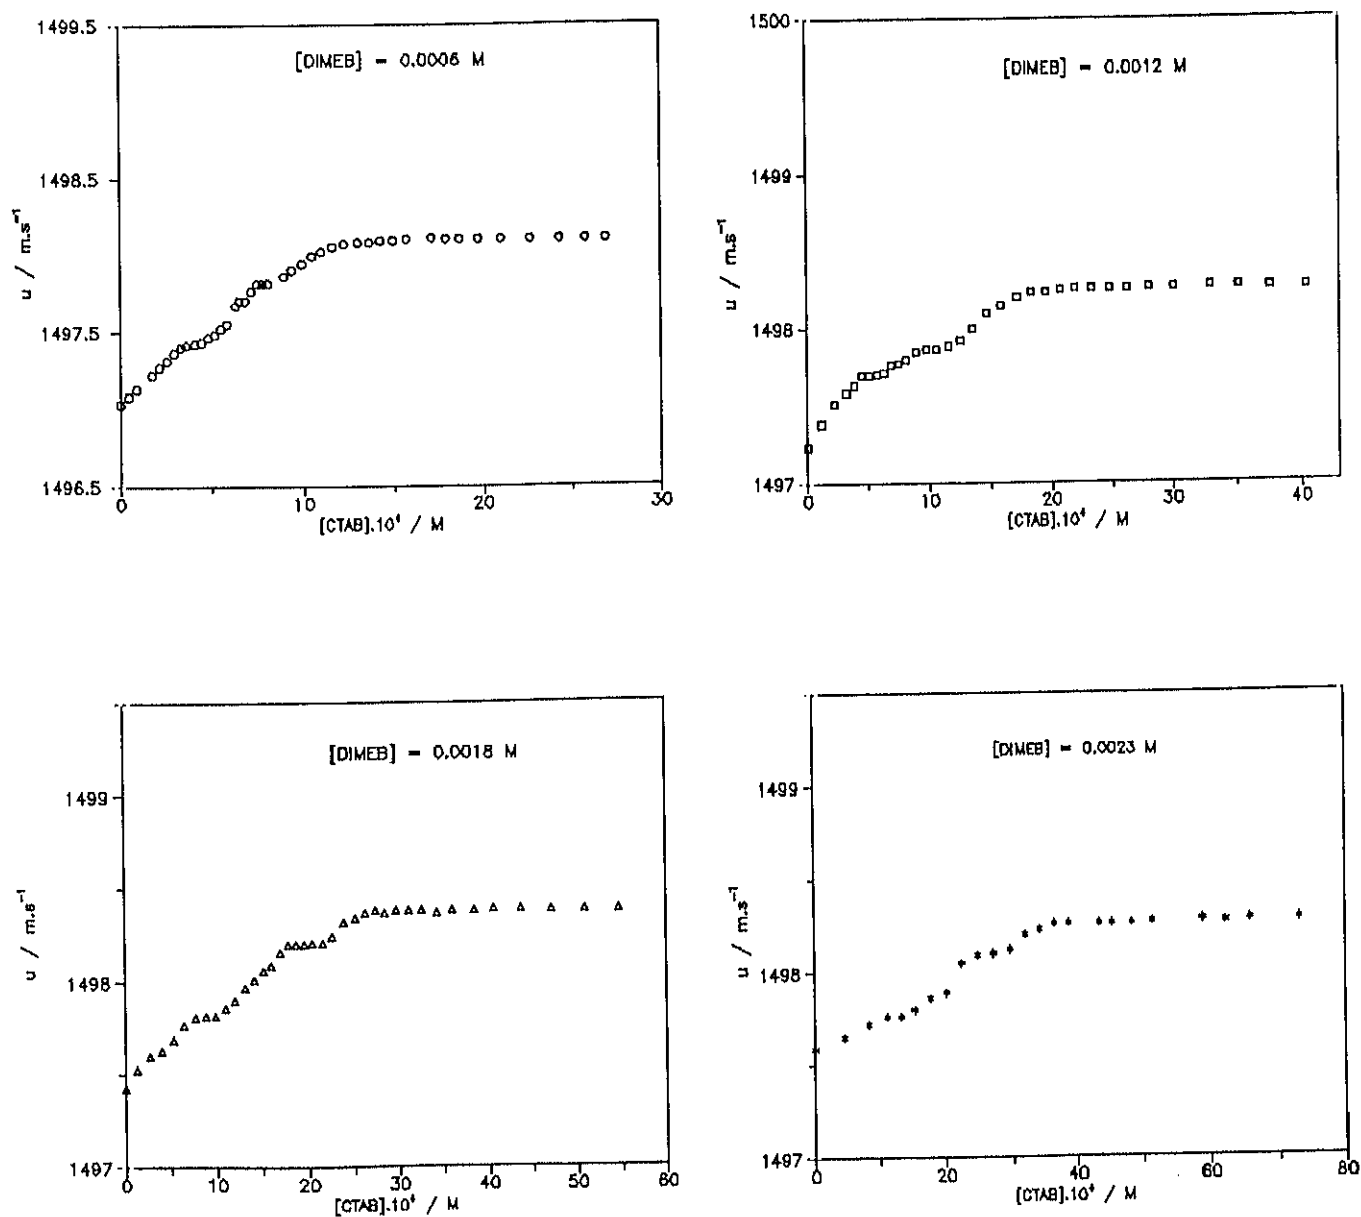 1499.5
[DIMEB] = 0.0006 M
1498.5
u / m.s⁻¹
1497.5
1496.5
0 10 20 30
[CTAB].10⁴ / M
1500
[DIMEB] = 0.0012 M
1499
u / m.s⁻¹
1498
1497
0 10 20 30 40
[CTAB].10⁴ / M
[DIMEB] = 0.0018 M
1499
u / m.s⁻¹
1498
1497
0 10 20 30 40 50 60
[CTAB].10⁴ / M
[DIMEB] = 0.0023 M
1499
u / m.s⁻¹
1498
1497
0 20 40 60 80
[CTAB].10⁴ / M